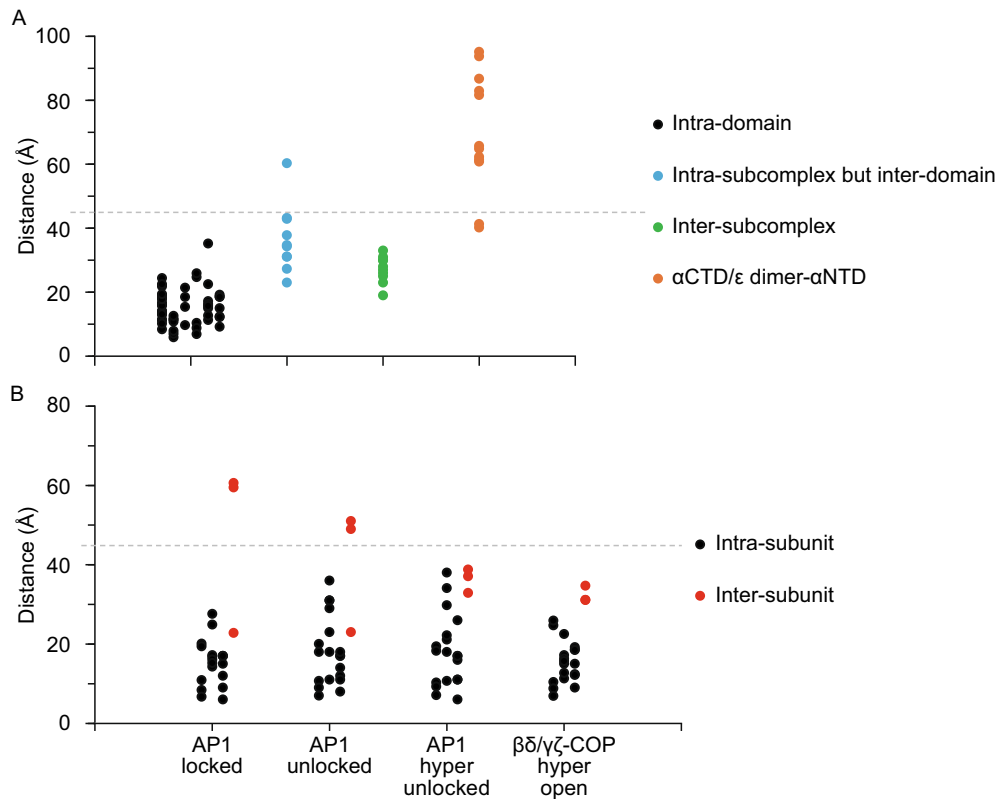 A
100
80
60
40
20
0
Distance (Å)
Intra-domain
Intra-subcomplex but inter-domain
Inter-subcomplex
αCTD/ε dimer-αNTD
B
80
60
40
20
0
Distance (Å)
Intra-subunit
Inter-subunit
AP1
locked
AP1
unlocked
AP1
hyper
unlocked
βδ/γζ-COP
hyper
open